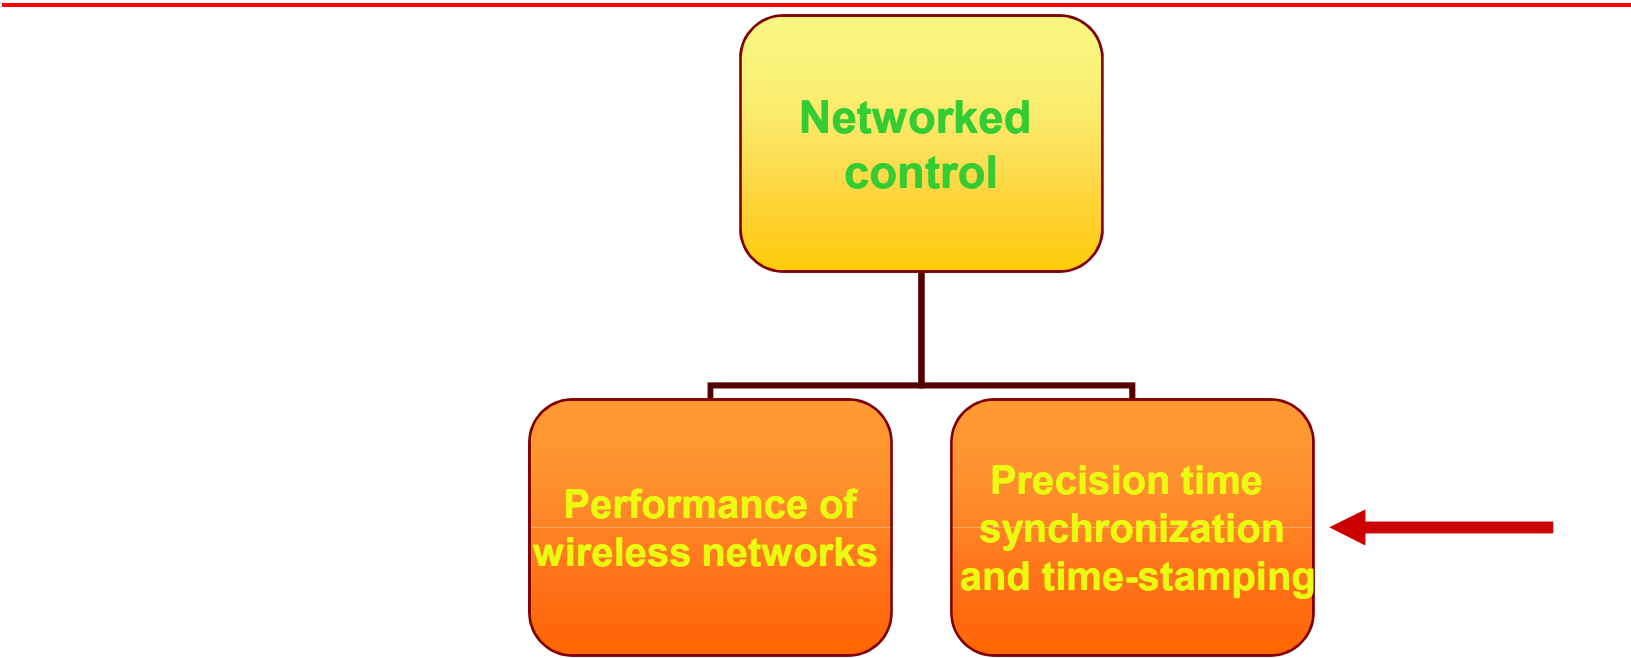 Networked
control
Performance of
wireless networks
Precision time
synchronization
and time-stamping